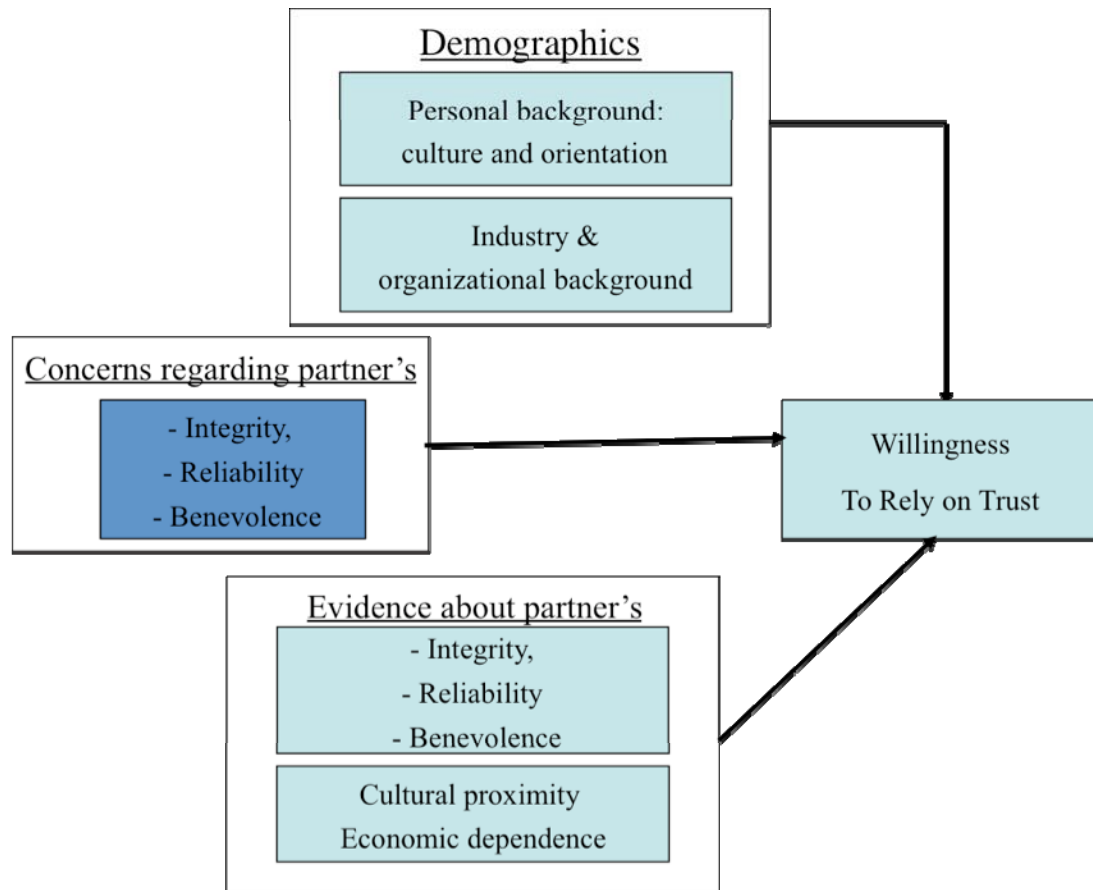 Demographics
Personal background:
culture and orientation
Industry &
organizational background
Concerns regarding partner’s
- Integrity,
- Reliability
- Benevolence
Willingness
To Rely on Trust
Evidence about partner’s
- Integrity,
- Reliability
- Benevolence
Cultural proximity
Economic dependence